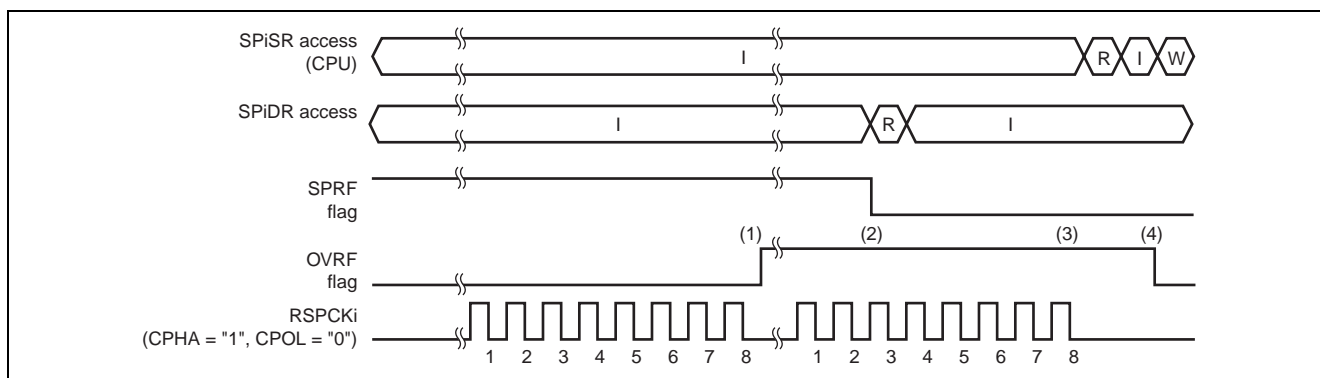 SPiSR access
(CPU)
I
R
I
W
SPiDR access
I
R
I
SPRF
flag
(1)
(2)
(3)
(4)
OVRF
flag
RSPCKi
(CPHA = "1", CPOL = "0")
1 2 3 4 5 6 7 8 1 2 3 4 5 6 7 8